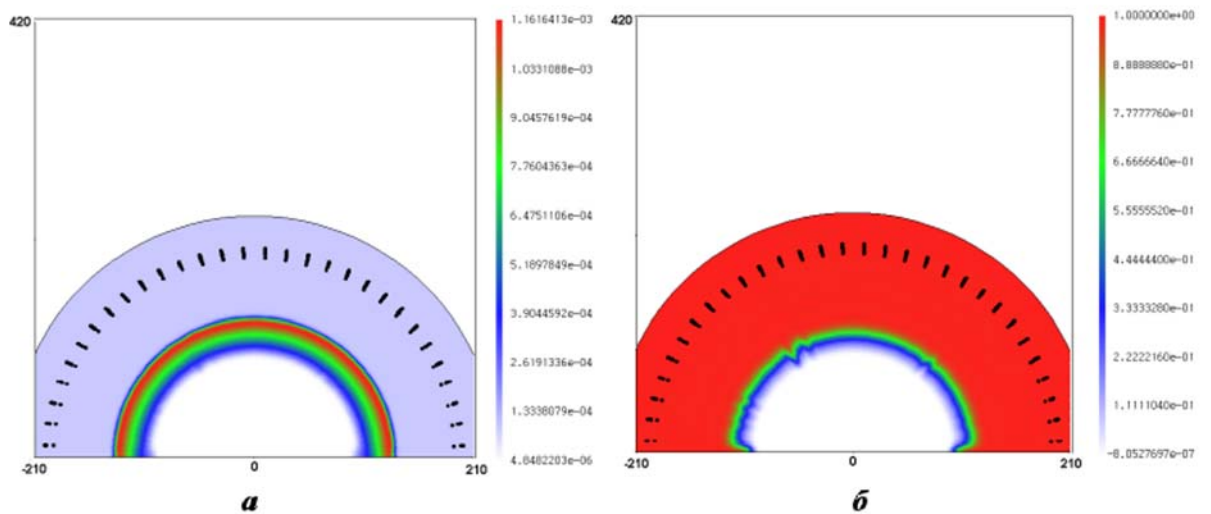 420
1.1616413e-03
1.0331088e-03
9.0457619e-04
7.7604363e-04
6.4751106e-04
5.1897849e-04
3.9044592e-04
2.6191336e-04
1.3338079e-04
4.8482203e-06
-210
0
210
а
630
1.0000000e+00
8.8888880e-01
7.7777760e-01
6.6666640e-01
5.5555520e-01
4.4444400e-01
3.3333280e-01
2.2222160e-01
1.1111040e-01
-8.0527697e-07
-210
0
210
б